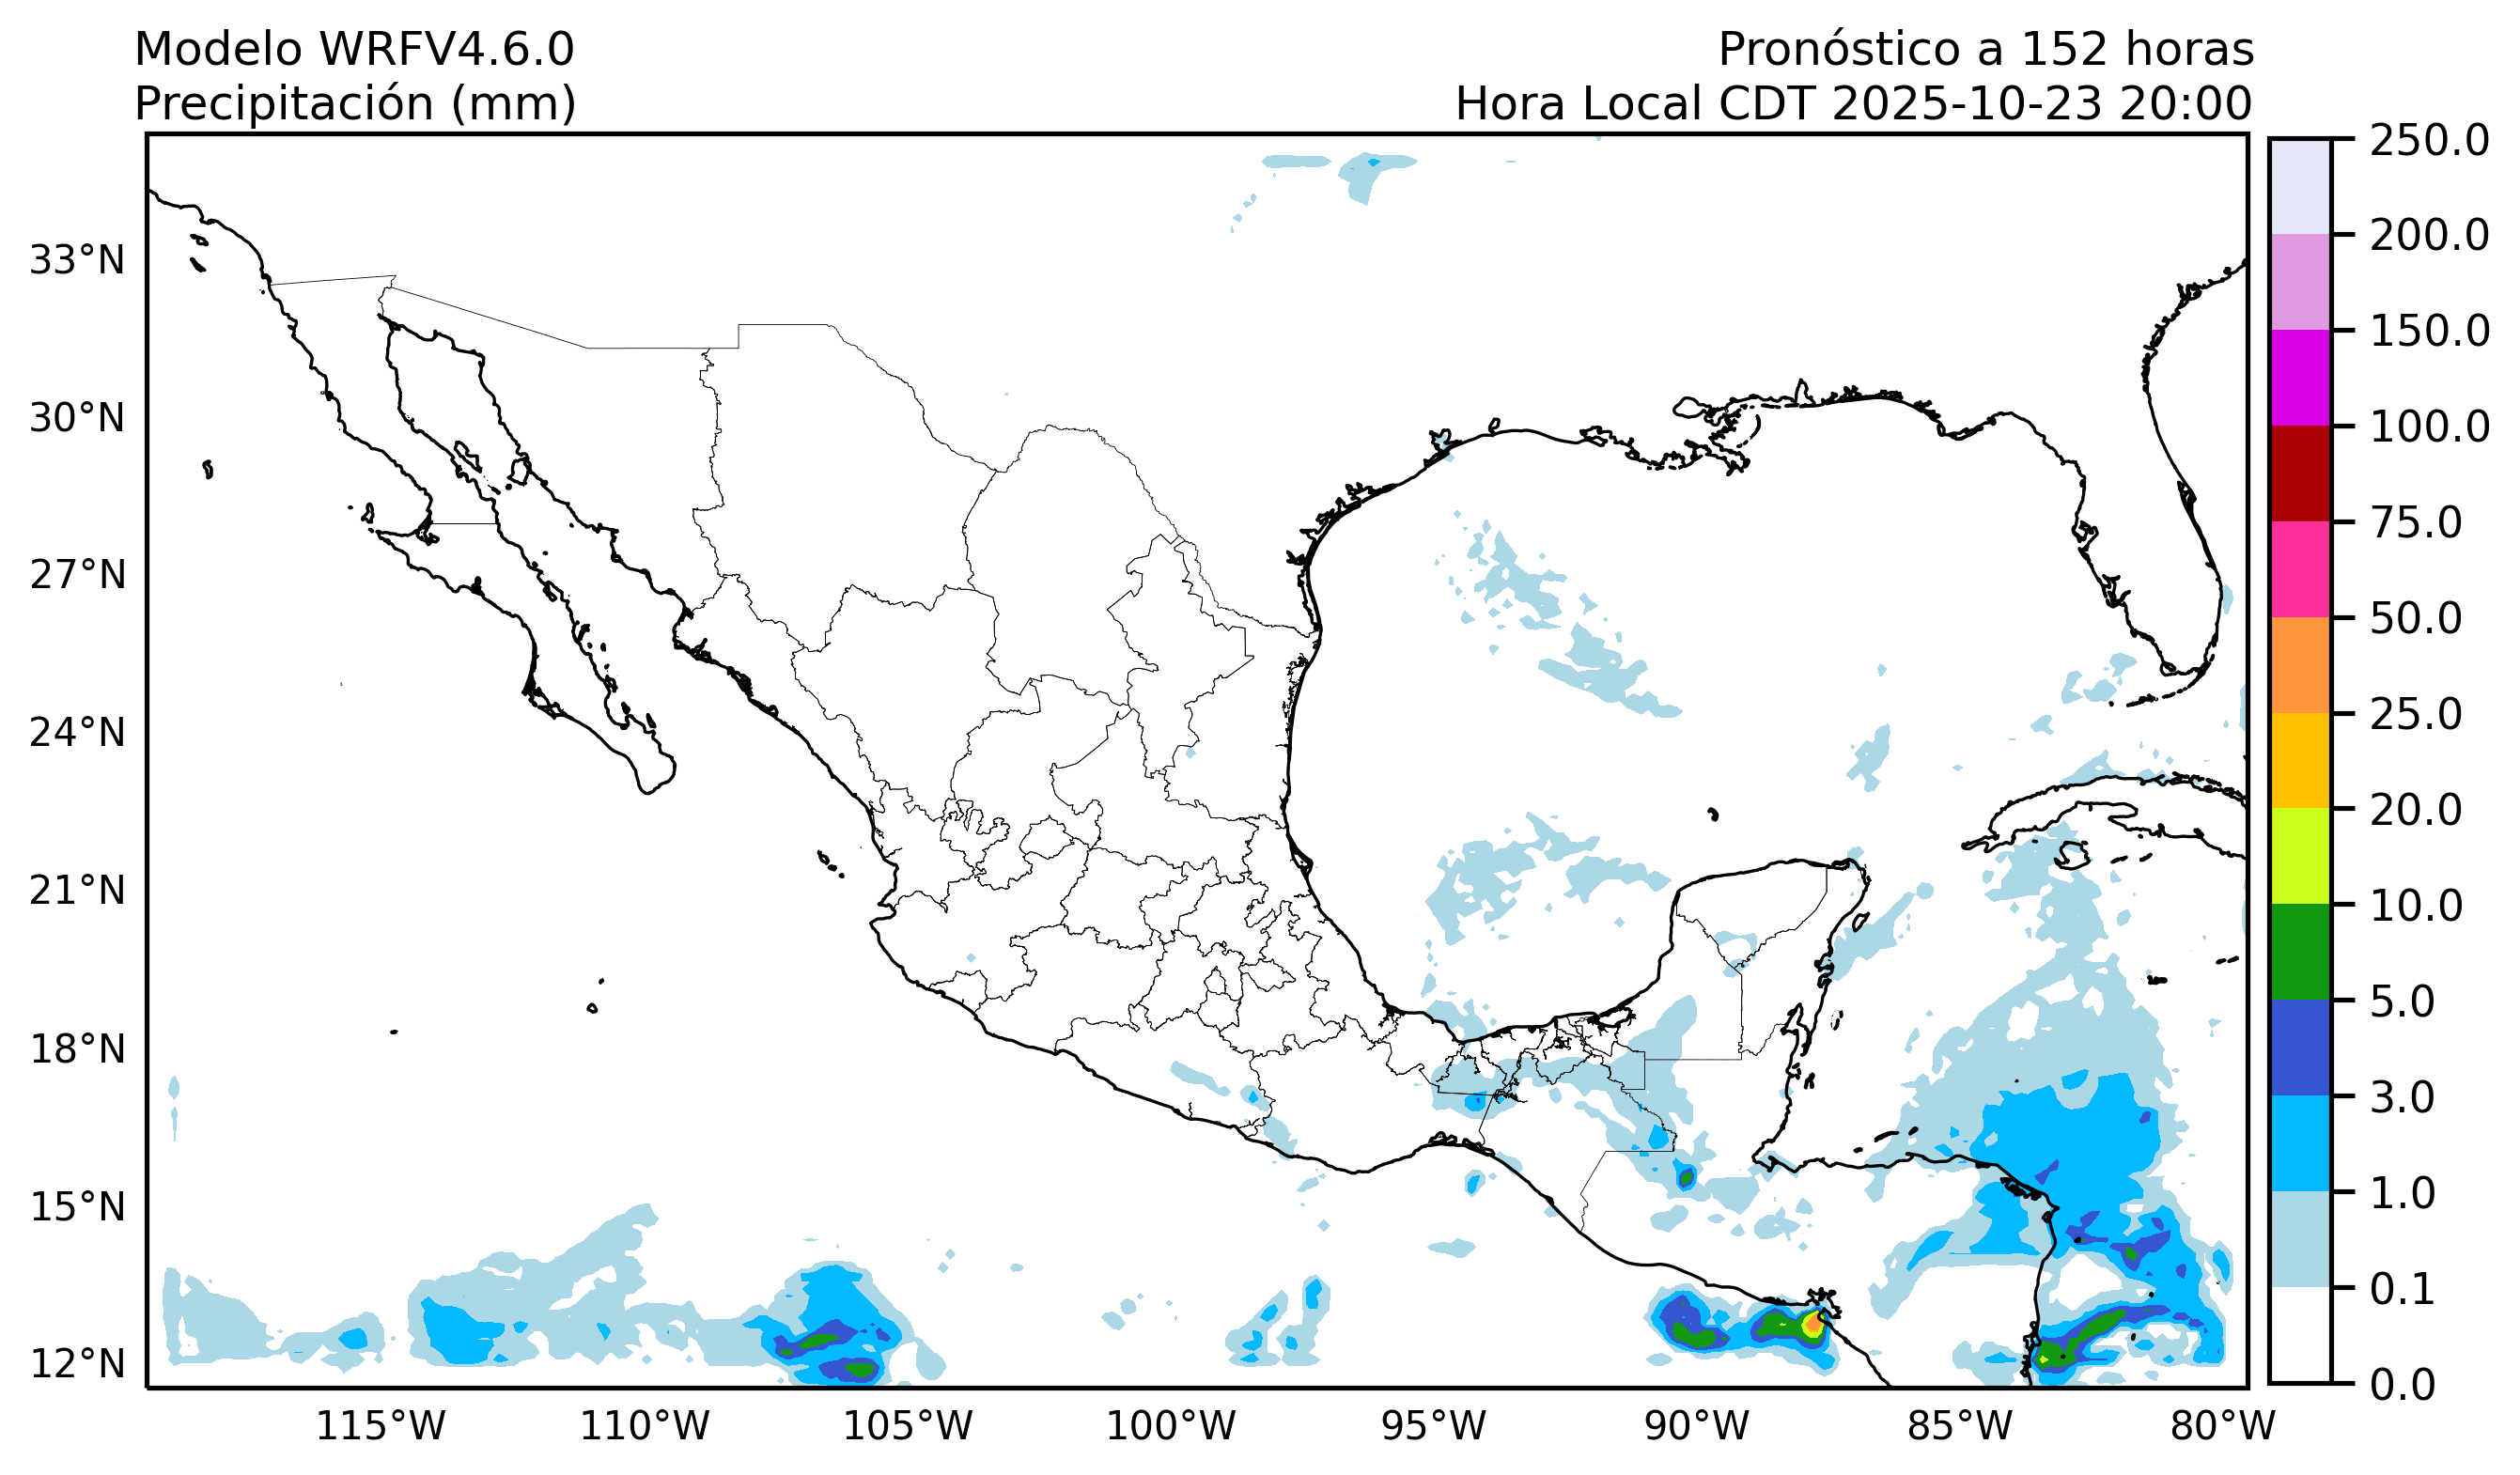 Modelo WRFV4.6.0
Precipitación (mm)
Pronóstico a 152 horas
Hora Local CDT 2025-10-23 20:00
33°N
30°N
27°N
24°N
21°N
18°N
15°N
12°N
115°W
110°W
105°W
100°W
95°W
90°W
85°W
80°W
250.0
200.0
150.0
100.0
75.0
50.0
25.0
20.0
10.0
5.0
3.0
1.0
0.1
0.0